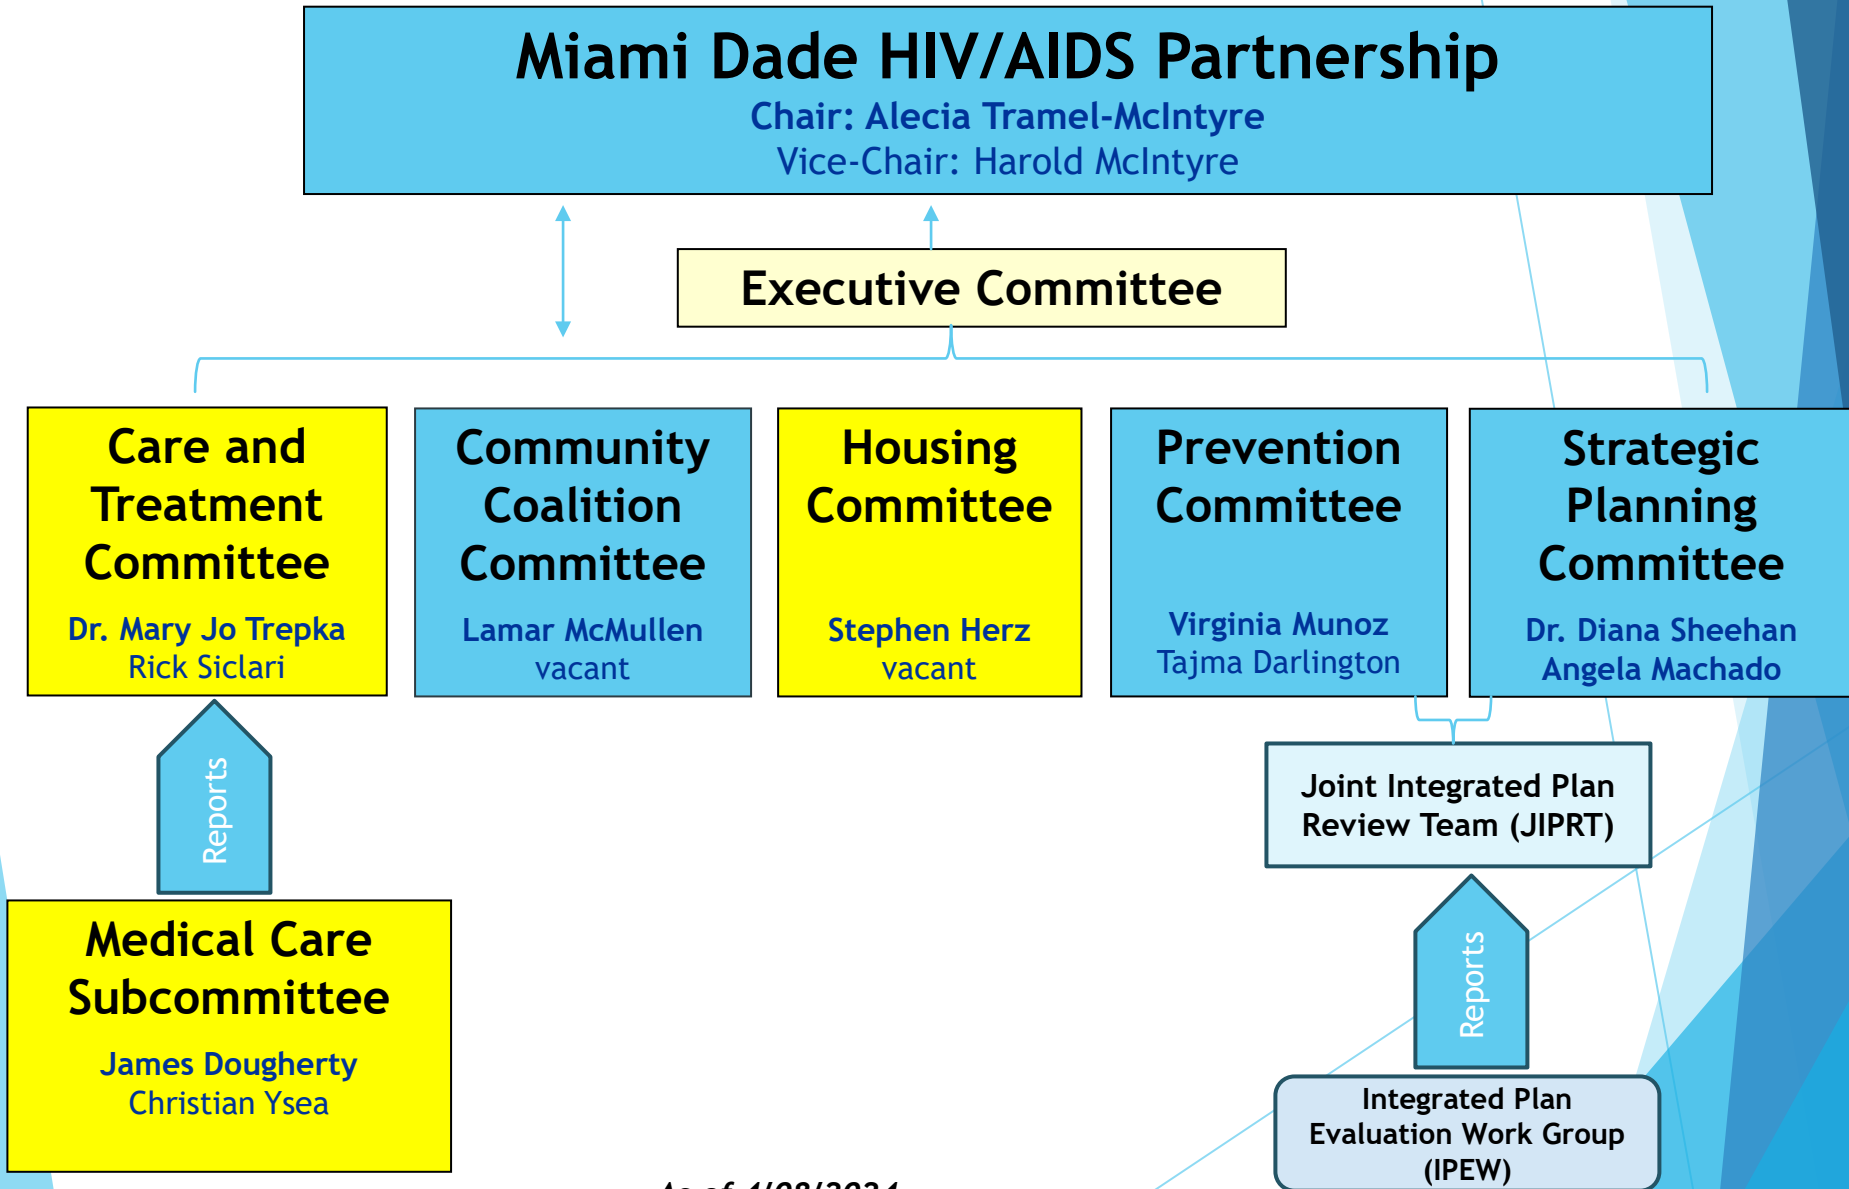 Miami Dade HIV/AIDS Partnership
Chair: Alecia Tramel-McIntyre
Vice-Chair: Harold McIntyre
Executive Committee
Care and
Treatment
Committee
Dr. Mary Jo Trepka
Rick Siclari
Community
Coalition
Committee
Lamar McMullen
vacant
Housing
Committee
Stephen Herz
vacant
Prevention
Committee
Virginia Munoz
Tajma Darlington
Strategic
Planning
Committee
Dr. Diana Sheehan
Angela Machado
Reports
Medical Care
Subcommittee
James Dougherty
Christian Ysea
Joint Integrated Plan
Review Team (JIPRT)
Reports
Integrated Plan
Evaluation Work Group
(IPEW)
As of